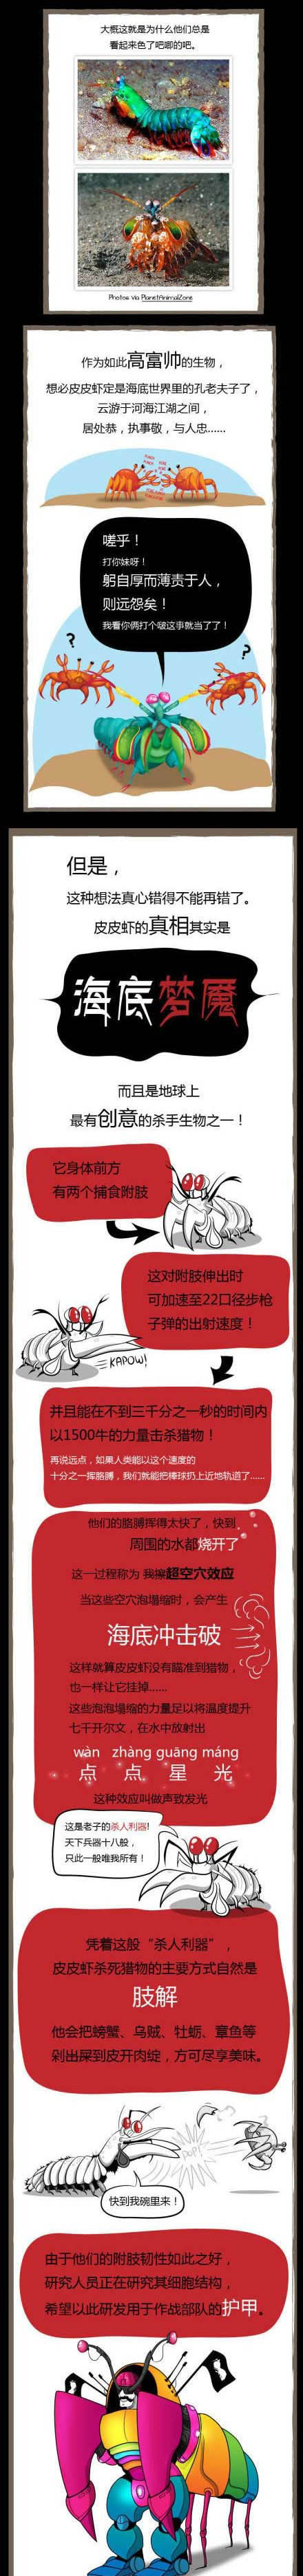 大概这就是为什么他们总是
看起来色了吧唧的吧。
Photos via PlanetAnimalZone
作为如此高富帅的生物，
想必皮皮虾定是海底世界里的孔老夫子了，
云游于河海江湖之间，
居处恭，执事敬，与人忠……
嗟乎！
打你妹呀！
躬自厚而薄责于人，
则远怨矣！
我看你俩打个啵这事就当了了！
?
?
但是，
这种想法真心错得不能再错了。
皮皮虾的真相其实是
海底梦魇
而且是地球上
最有创意的杀手生物之一！
它身体前方
有两个捕食附肢
这对附肢伸出时
可加速至22口径步枪
子弹的出射速度！
KAPOW!
并且能在不到三千分之一秒的时间内
以1500牛的力量击杀猎物！
再说远点，如果人类能以这个速度的
十分之一挥胳膊，我们就能把棒球扔上近地轨道了……
他们的胳膊挥得太快了，快到
周围的水都烧开了
这一过程称为 我擦超空穴效应
当这些空穴泡塌缩时，会产生
海底冲击破
这样就算皮皮虾没有瞄准到猎物，
也一样让它挂掉……
这些泡泡塌缩的力量足以将温度提升
七千开尔文，在水中放射出
wàn zhàng guāng máng
点 点 星 光
这种效应叫做声致发光
这是老子的杀人利器!
天下兵器十八般，
只此一般唯我所有！
凭着这般“杀人利器”，
皮皮虾杀死猎物的主要方式自然是
肢解
他会把螃蟹、乌贼、牡蛎、章鱼等
剁出屎到皮开肉绽，方可尽享美味。
POP!
快到我碗里来！
由于他们的附肢韧性如此之好，
研究人员正在研究其细胞结构，
希望以此研发用于作战部队的护甲。